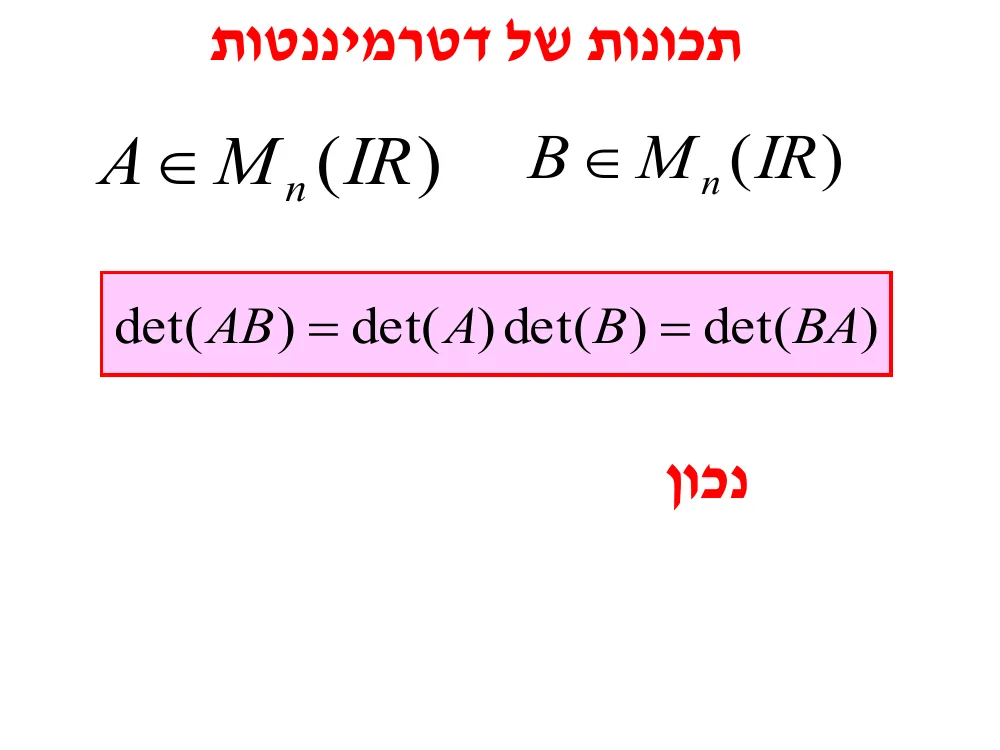 תכונות של דטרמיננטות
A ∈ M_n(IR) B ∈ M_n(IR)
det(AB) = det(A)det(B) = det(BA)
נכון